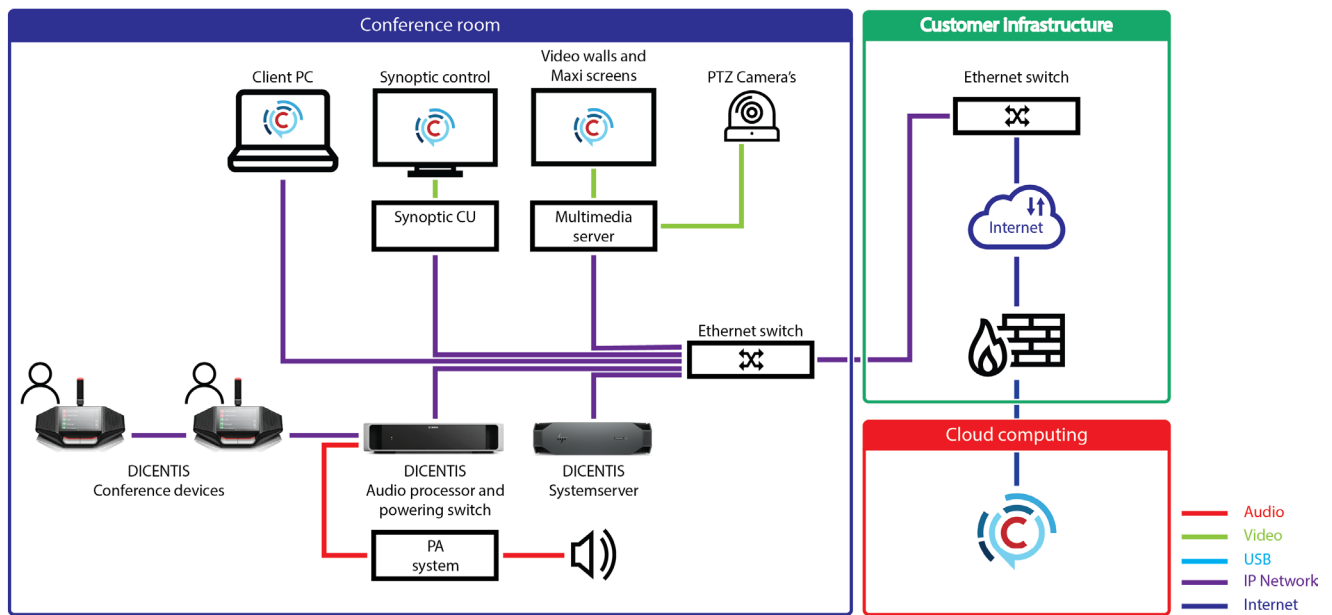 Conference room
Customer Infrastructure
Client PC
Synoptic control
Video walls and
Maxi screens
PTZ Camera's
Ethernet switch
Synoptic CU
Multimedia
server
Internet
Ethernet switch
DICENTIS
Conference devices
DICENTIS
Audio processor and
powering switch
DICENTIS
Systemserver
PA
system
Cloud computing
Audio
Video
USB
IP Network
Internet